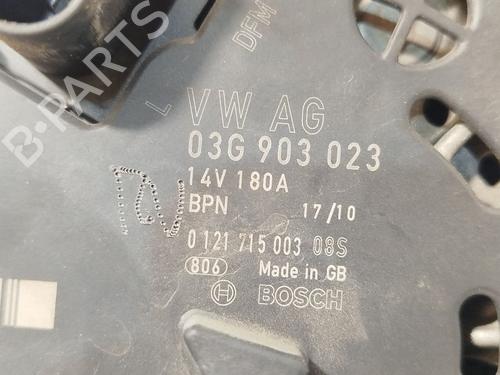 DFM
L
VW AG
03G 903 023
14V 180A
BPN 17/10
0 121 715 003 08S
806 Made in GB
BOSCH
B-PARTS